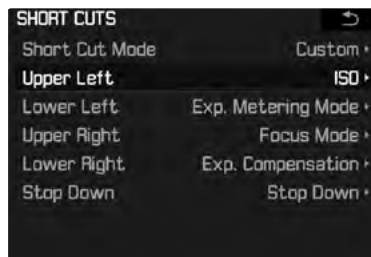 SHORT CUTS
Short Cut Mode Custom
Upper Left ISO
Lower Left Exp. Metering Mode
Upper Right Focus Mode
Lower Right Exp. Compensation
Stop Down Stop Down